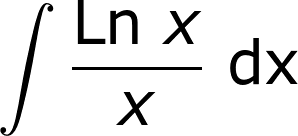 ∫ Ln x / x dx